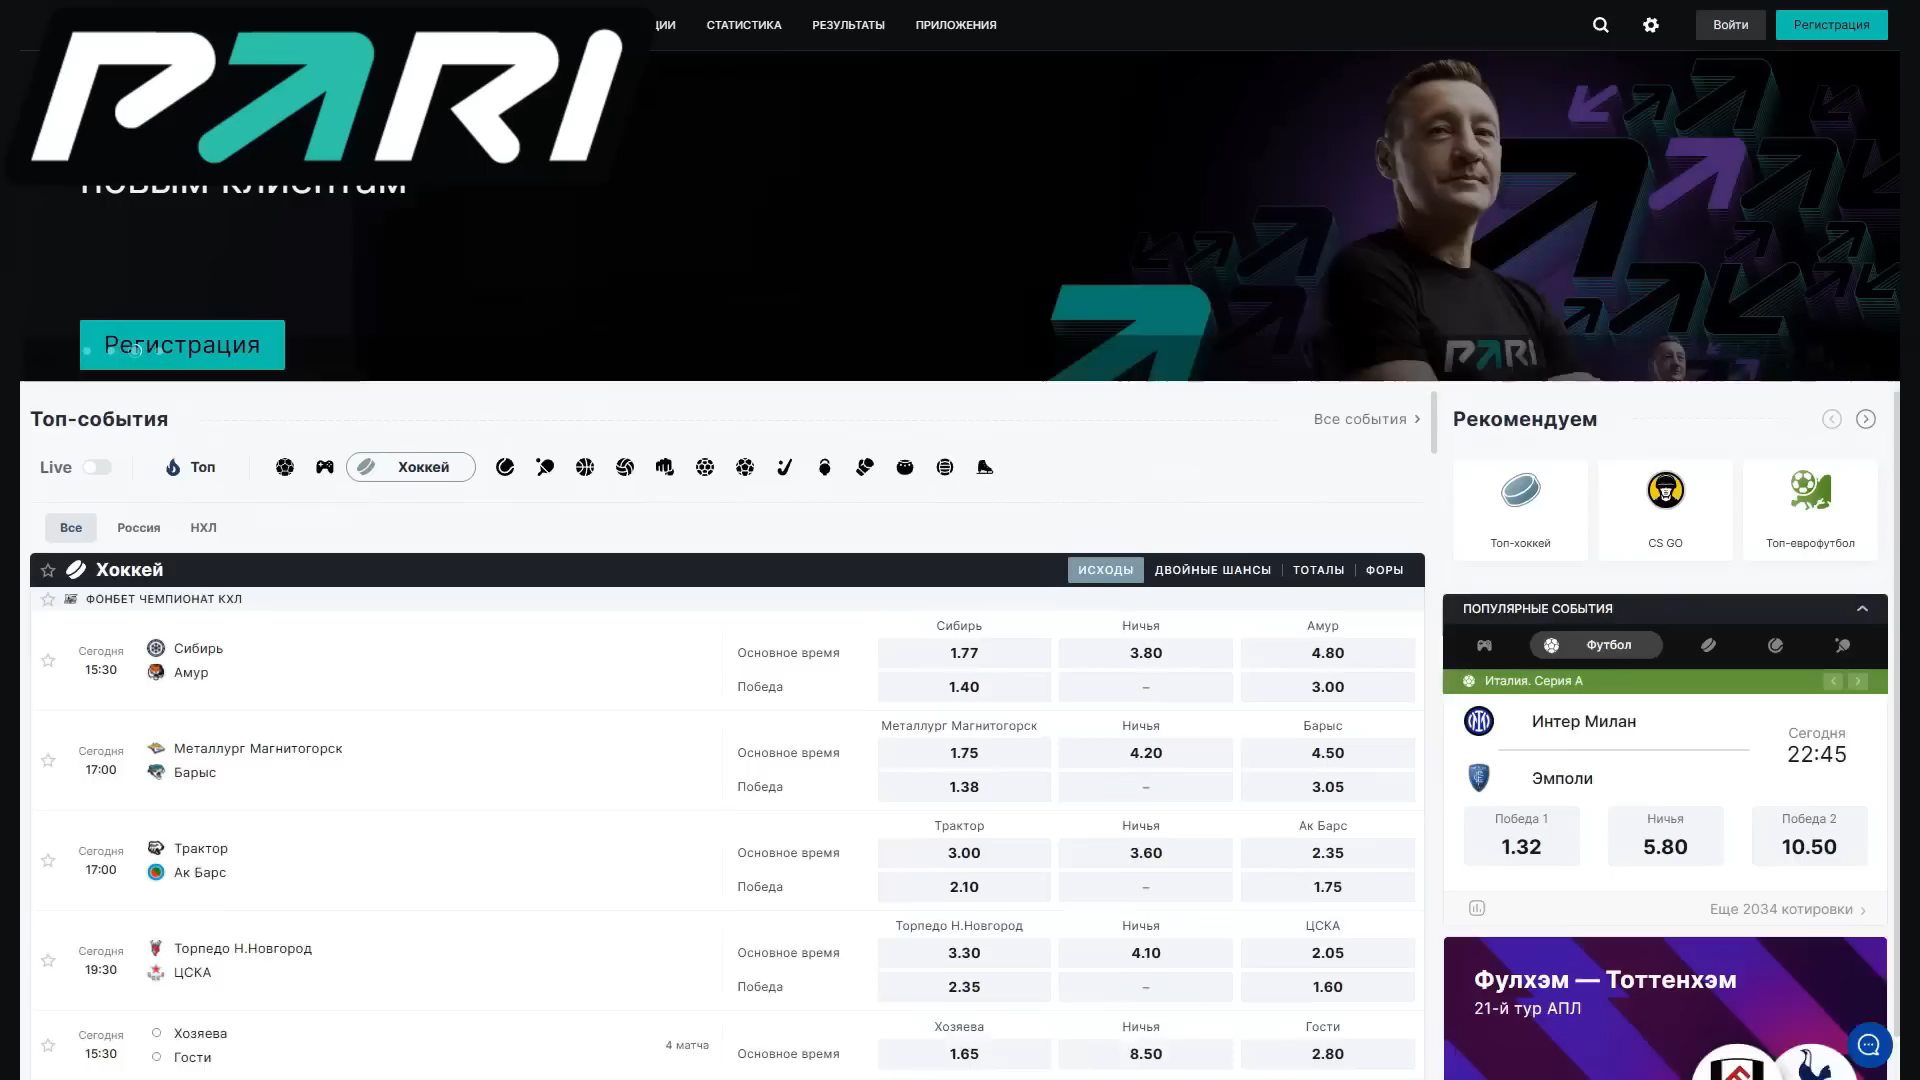 PARI
ЦИИ
СТАТИСТИКА
РЕЗУЛЬТАТЫ
ПРИЛОЖЕНИЯ
Войти
Регистрация
новым клиентам
Регистрация
PARI
Топ-события
Все события
Live
Топ
Хоккей
Все
Россия
НХЛ
Хоккей
ИСХОДЫ
ДВОЙНЫЕ ШАНСЫ
ТОТАЛЫ
ФОРЫ
ФОНБЕТ ЧЕМПИОНАТ КХЛ
Сибирь Ничья Амур
Сегодня
15:30
Сибирь
Амур
Основное время 1.77 3.80 4.80
Победа 1.40 – 3.00
Металлург Магнитогорск Ничья Барыс
Сегодня
17:00
Металлург Магнитогорск
Барыс
Основное время 1.75 4.20 4.50
Победа 1.38 – 3.05
Трактор Ничья Ак Барс
Сегодня
17:00
Трактор
Ак Барс
Основное время 3.00 3.60 2.35
Победа 2.10 – 1.75
Торпедо Н.Новгород Ничья ЦСКА
Сегодня
19:30
Торпедо Н.Новгород
ЦСКА
Основное время 3.30 4.10 2.05
Победа 2.35 – 1.60
Хозяева Ничья Гости
Сегодня
15:30
Хозяева
Гости
4 матча
Основное время 1.65 8.50 2.80
Рекомендуем
Топ-хоккей
CS GO
Топ-еврофутбол
ПОПУЛЯРНЫЕ СОБЫТИЯ
Футбол
Италия. Серия А
Интер Милан
Эмполи
Сегодня
22:45
Победа 1 Ничья Победа 2
1.32 5.80 10.50
Еще 2034 котировки
Фулхэм — Тоттенхэм
21-й тур АПЛ